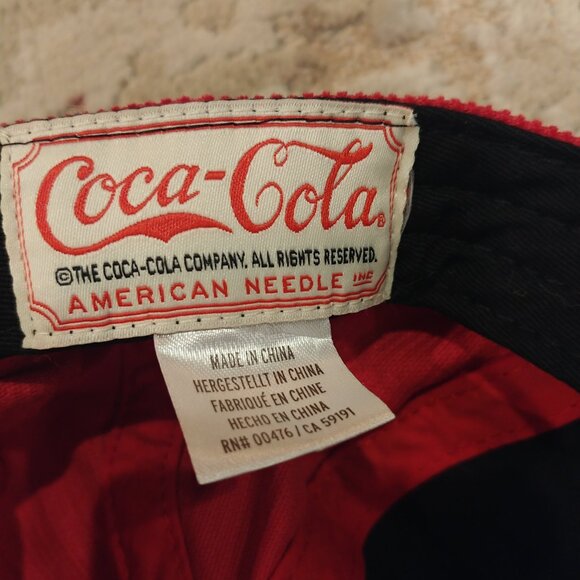 Coca-Cola®
©THE COCA-COLA COMPANY. ALL RIGHTS RESERVED.
AMERICAN NEEDLE INC
MADE IN CHINA
HERGESTELLT IN CHINA
FABRIQUÉ EN CHINE
HECHO EN CHINA
RN# 00476 / CA 59191